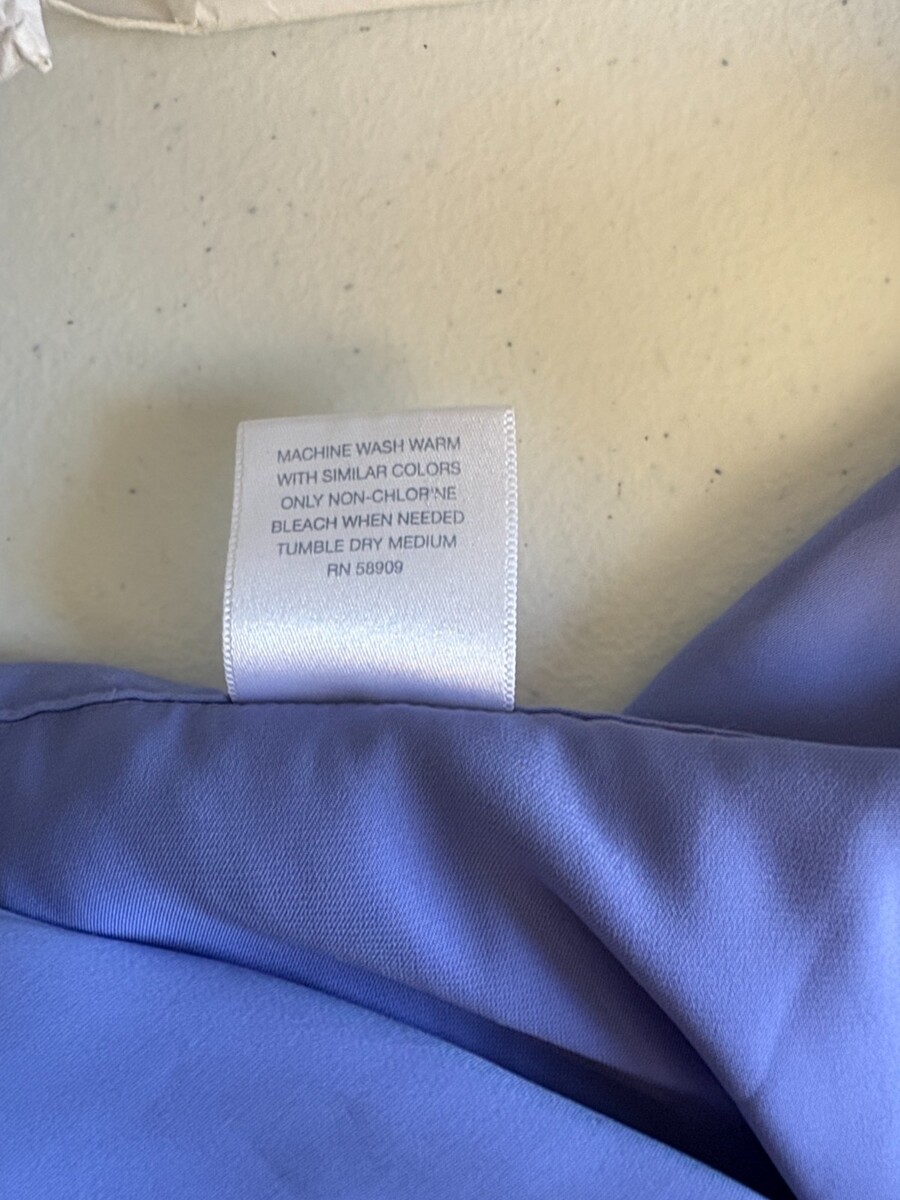 MACHINE WASH WARM
WITH SIMILAR COLORS
ONLY NON-CHLORINE
BLEACH WHEN NEEDED
TUMBLE DRY MEDIUM
RN 58909